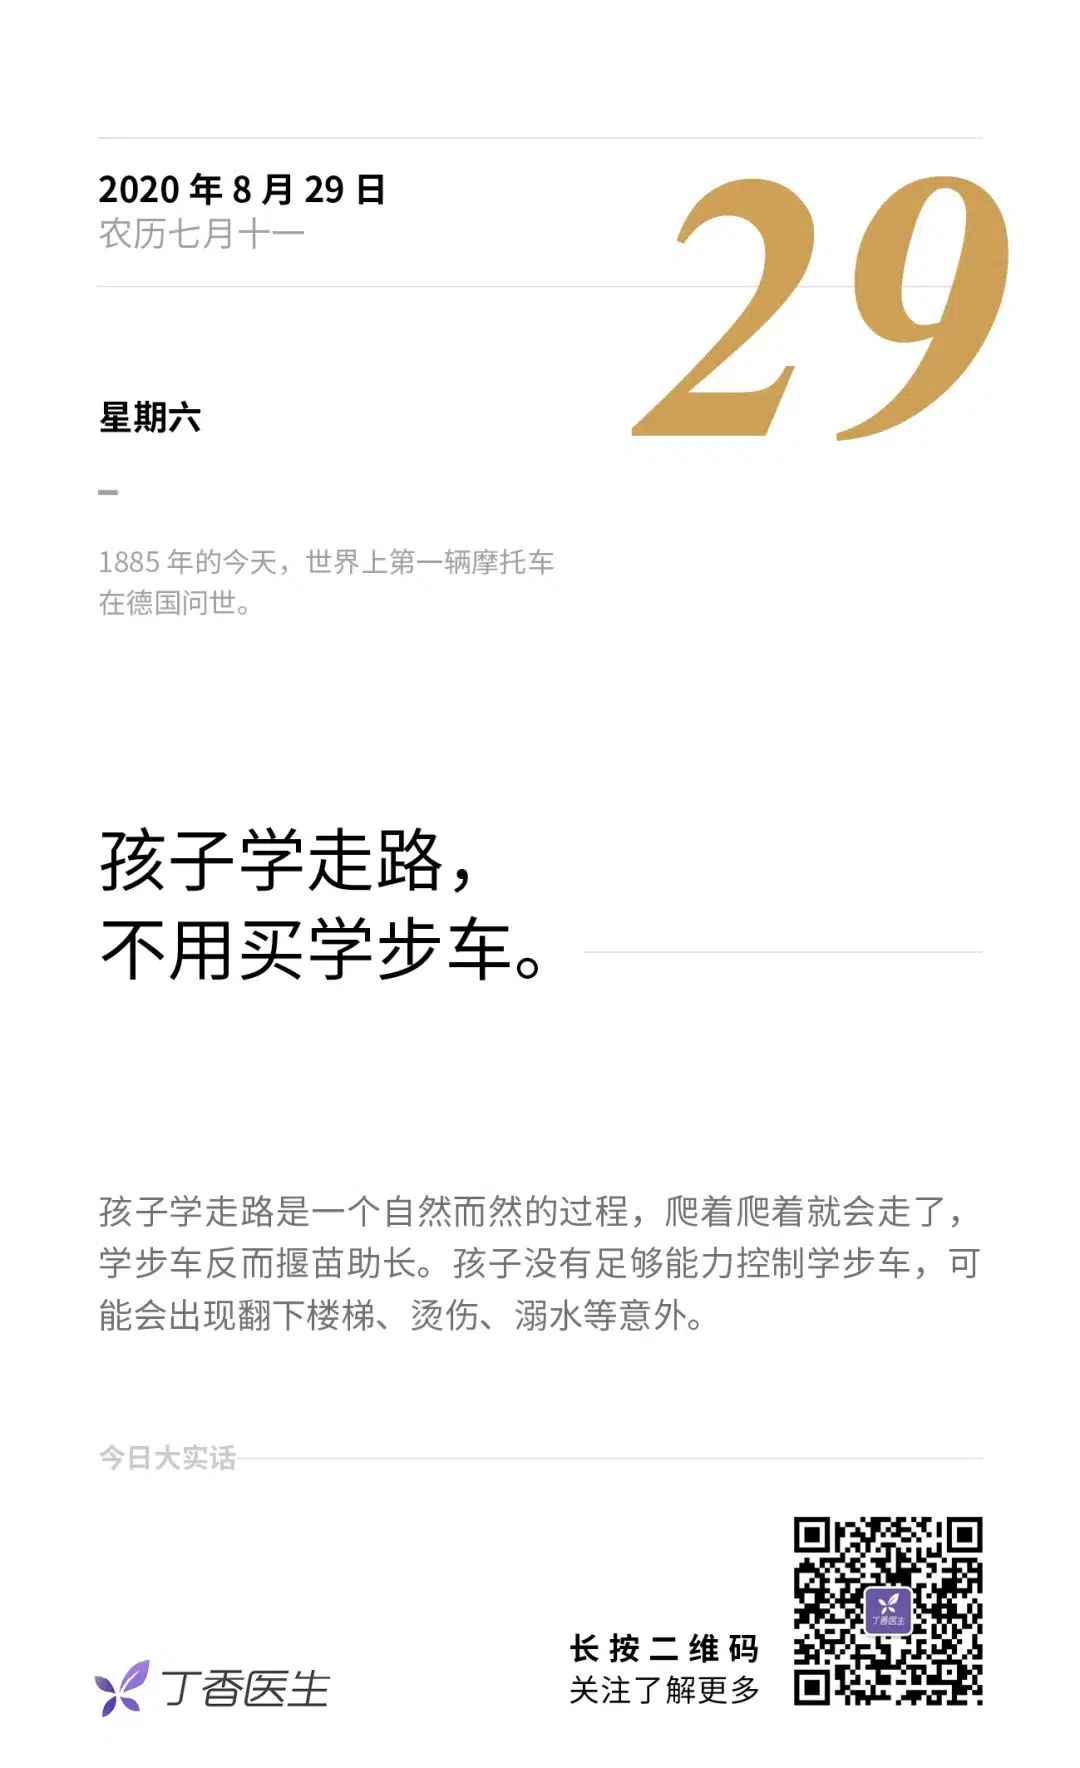 2020 年 8 月 29 日
农历七月十一
29
星期六
1885 年的今天，世界上第一辆摩托车
在德国问世。
孩子学走路，
不用买学步车。
孩子学走路是一个自然而然的过程，爬着爬着就会走了，
学步车反而揠苗助长。孩子没有足够能力控制学步车，可
能会出现翻下楼梯、烫伤、溺水等意外。
今日大实话
丁香医生
长按二维码
关注了解更多
丁香医生